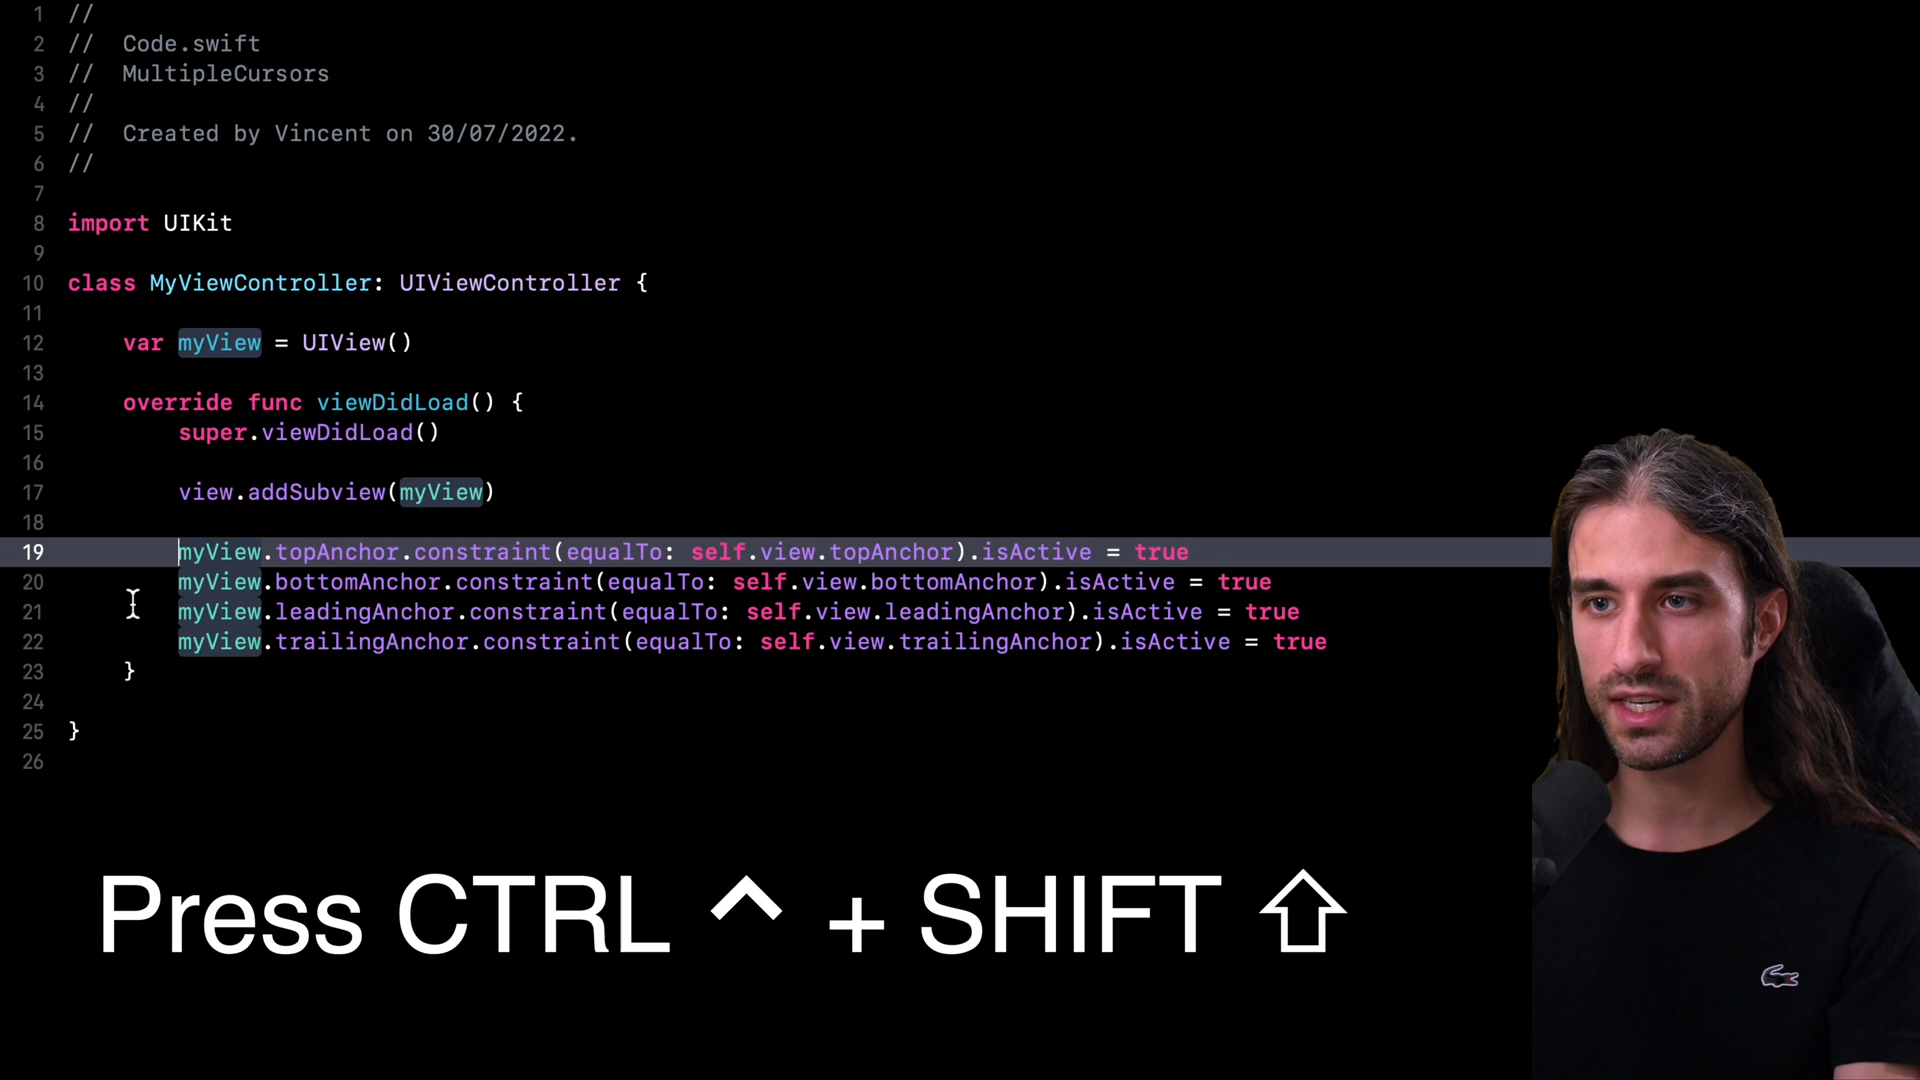 1 //
2 //  Code.swift
3 //  MultipleCursors
4 //
5 //  Created by Vincent on 30/07/2022.
6 //
7
8 import UIKit
9
10 class MyViewController: UIViewController {
11
12     var myView = UIView()
13
14     override func viewDidLoad() {
15         super.viewDidLoad()
16
17         view.addSubview(myView)
18
19         myView.topAnchor.constraint(equalTo: self.view.topAnchor).isActive = true
20         myView.bottomAnchor.constraint(equalTo: self.view.bottomAnchor).isActive = true
21         myView.leadingAnchor.constraint(equalTo: self.view.leadingAnchor).isActive = true
22         myView.trailingAnchor.constraint(equalTo: self.view.trailingAnchor).isActive = true
23     }
24
25 }
26
Press CTRL ^ + SHIFT ⇧